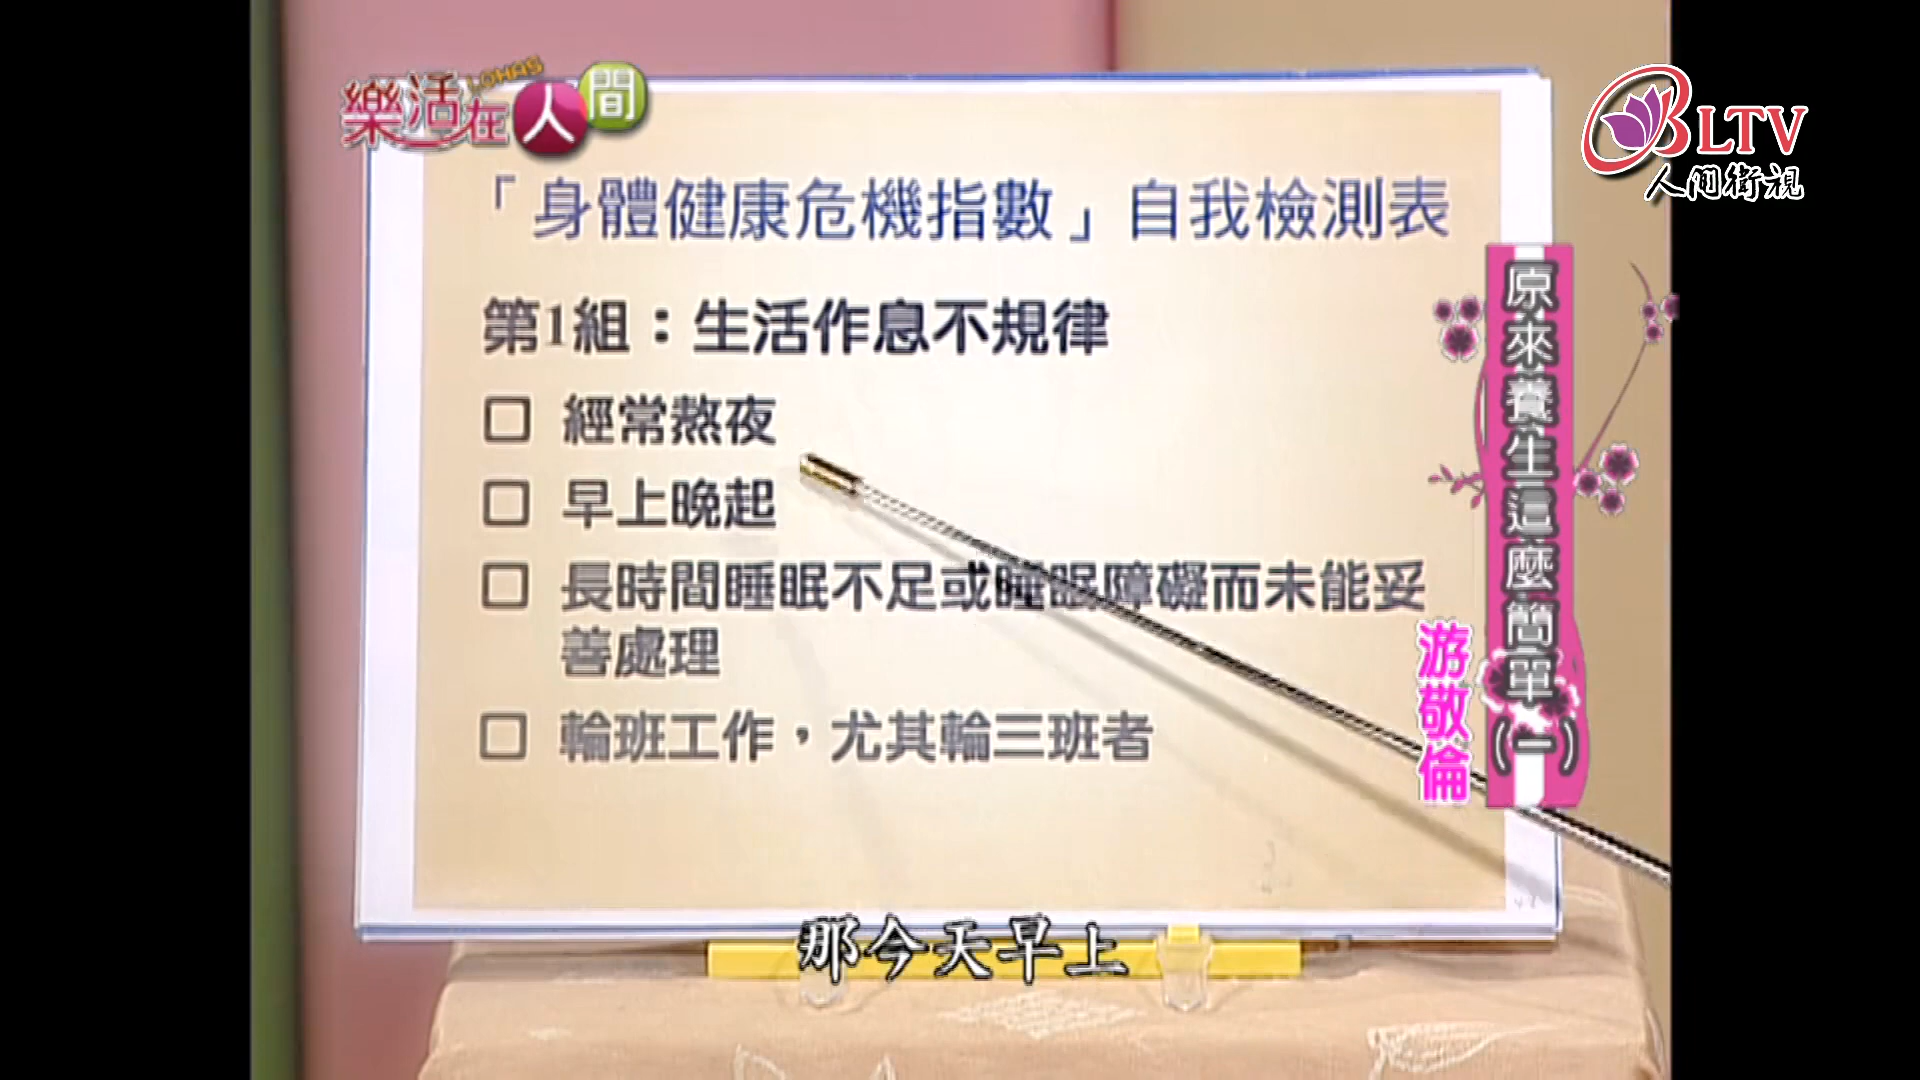 樂活在人間
LOHAS
BLTV
人間衛視
「身體健康危機指數」自我檢測表
第1組：生活作息不規律
□ 經常熬夜
□ 早上晚起
□ 長時間睡眠不足或睡眠障礙而未能妥
善處理
□ 輪班工作，尤其輪三班者
原來養生這麼簡單(一)
游敬倫
那今天早上